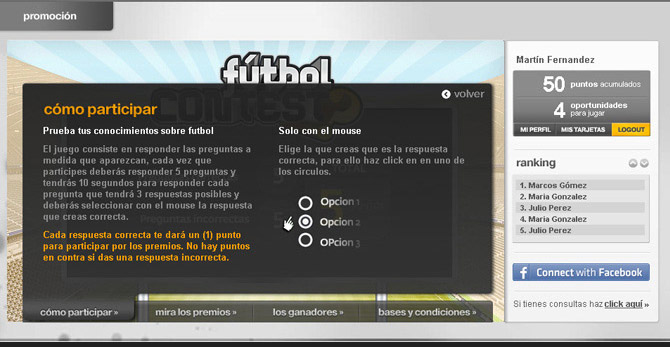 promoción
fútbol
CONTEST
volver
cómo participar
Prueba tus conocimientos sobre futbol
El juego consiste en responder las preguntas a
medida que aparezcan, cada vez que
participes deberás responder 5 preguntas y
tendrás 10 segundos para responder cada
pregunta que tendrá 3 respuestas posiles y
deberás seleccionar con el mouse la respuesta
que creas correcta.
Cada respuesta correcta te dará un (1) punto
para participar por los premios. No hay puntos
en contra si das una respuesta incorrecta.
Solo con el mouse
Elige la que creas que es la respuesta
correcta, para ello haz click en en uno de
los circulos.
Opcion 1
Opcion 2
OPcion 3
Preguntas incorrectas
cómo participar »
mira los premios »
los ganadores »
bases y condiciones »
Martín Fernandez
50 puntos acumulados
4 oportunidades
para jugar
MI PERFIL
MIS TARJETAS
LOGOUT
ranking
1. Marcos Gómez
2. Maria Gonzalez
3. Julio Perez
4. Maria Gonzalez
5. Julio Perez
f Connect with Facebook
Si tienes consultas haz click aquí »